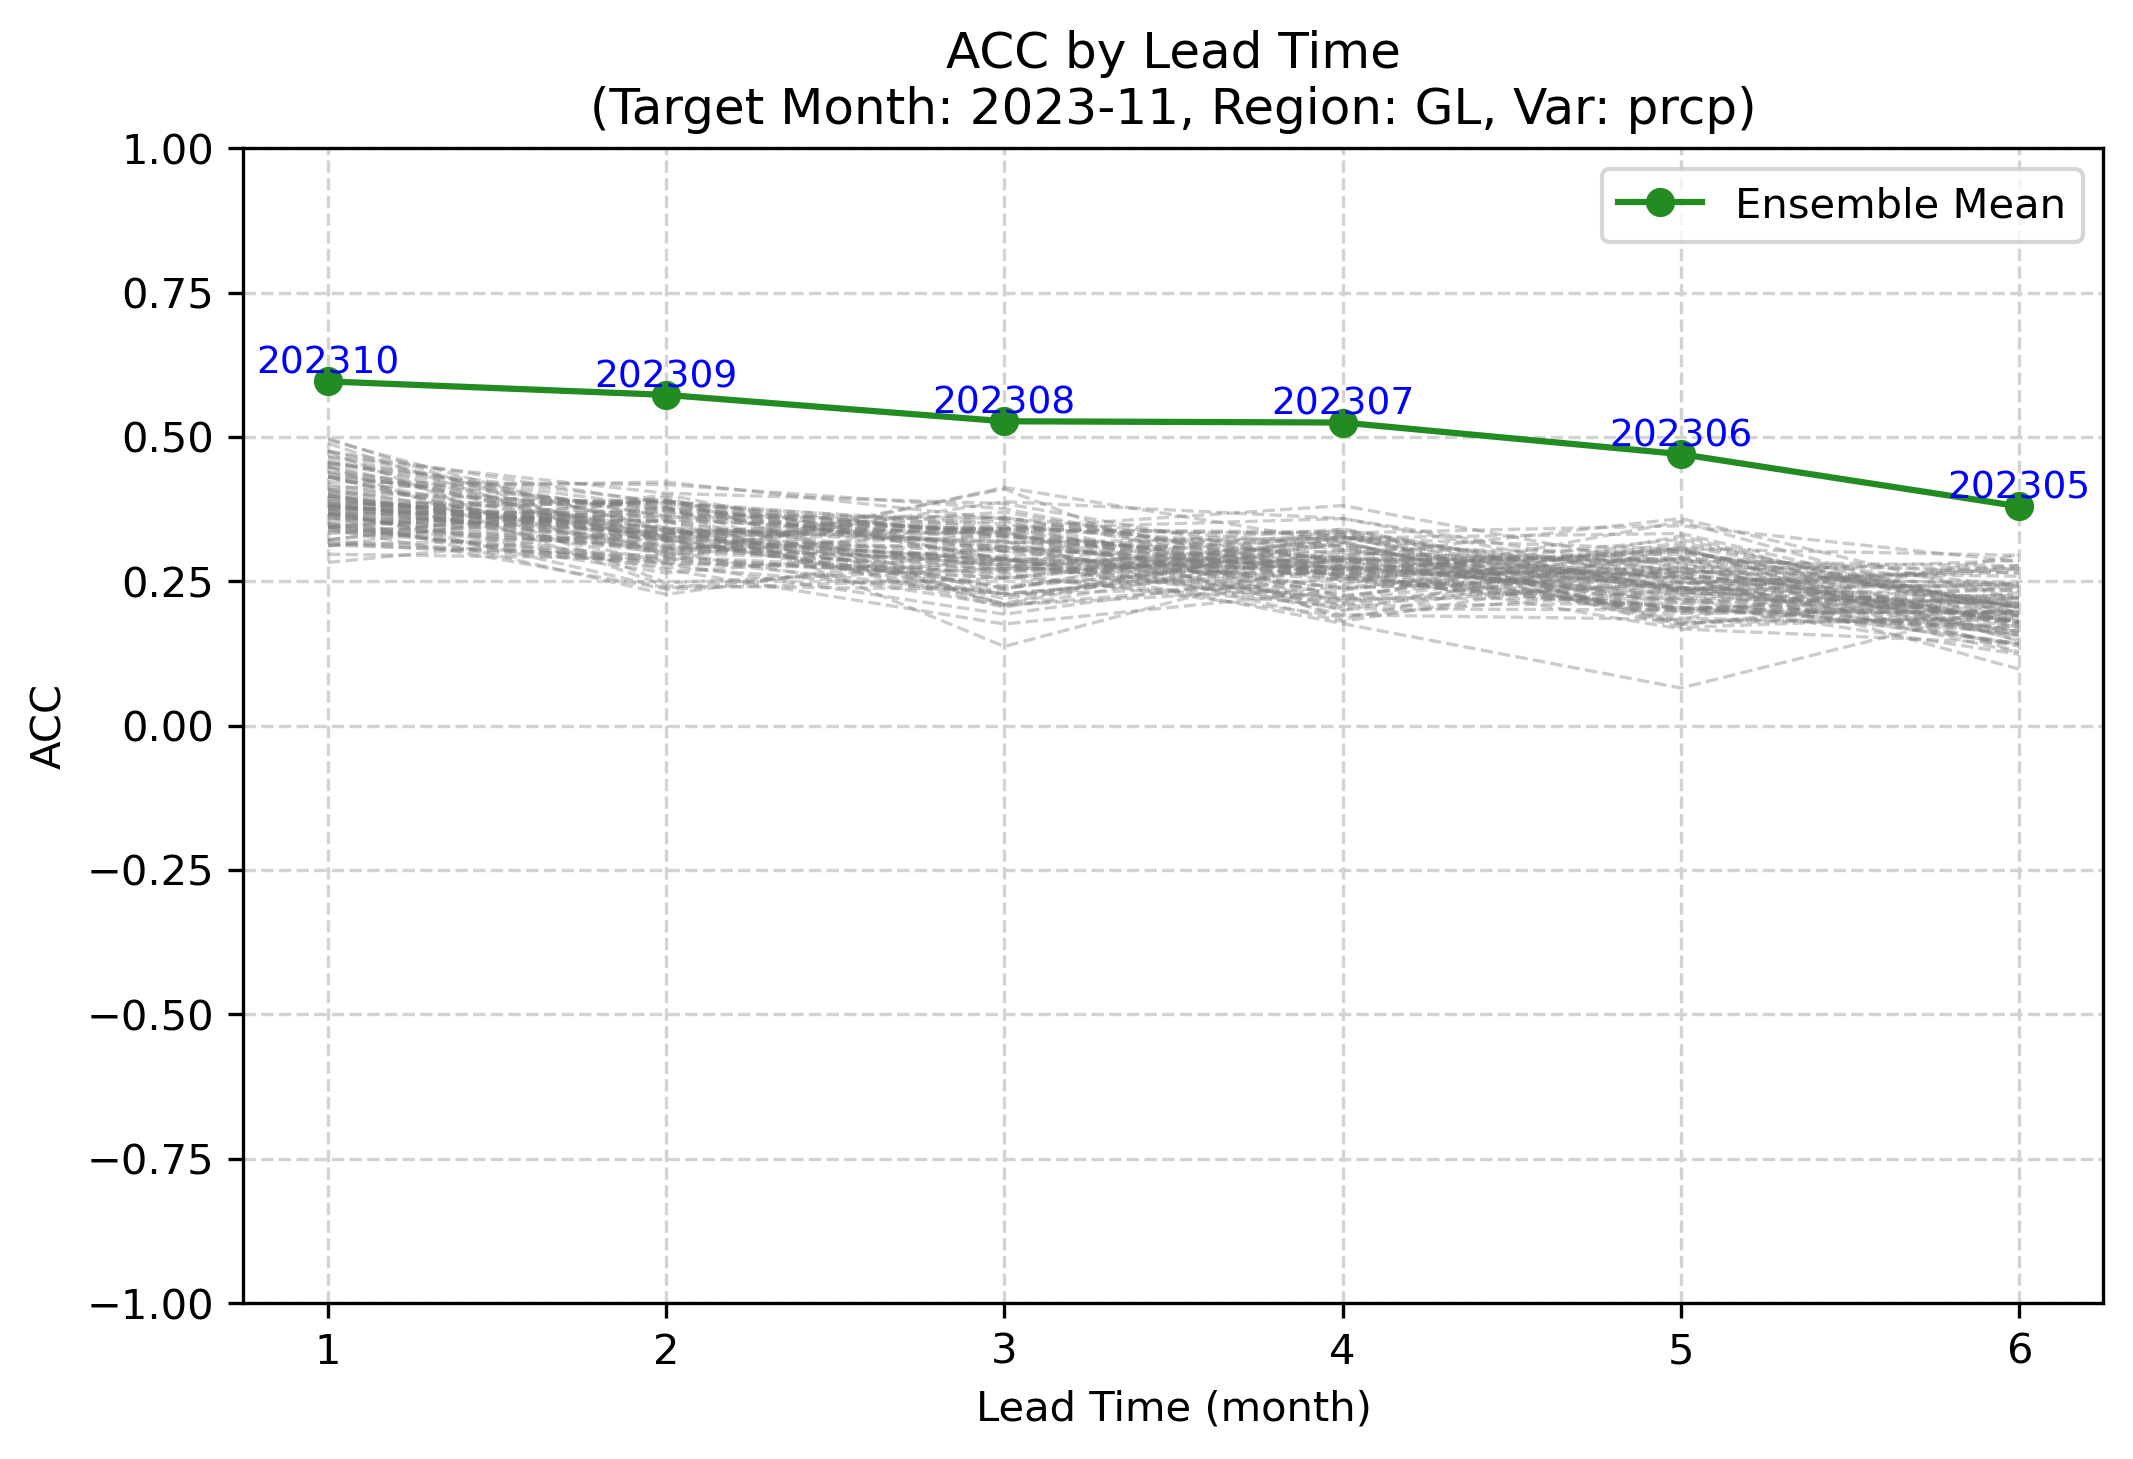 ACC by Lead Time
(Target Month: 2023-11, Region: GL, Var: prcp)
Ensemble Mean
1.00
0.75
0.50
0.25
0.00
−0.25
−0.50
−0.75
−1.00
ACC
202310
202309
202308
202307
202306
202305
1 2 3 4 5 6
Lead Time (month)